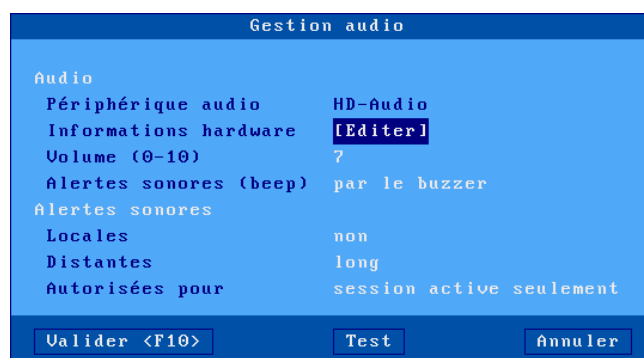 Gestion audio
Audio
Périphérique audio HD-Audio
Informations hardware [Editer]
Volume (0-10) 7
Alertes sonores (beep) par le buzzer
Alertes sonores
Locales non
Distantes long
Autorisées pour session active seulement
Valider <F10> Test Annuler